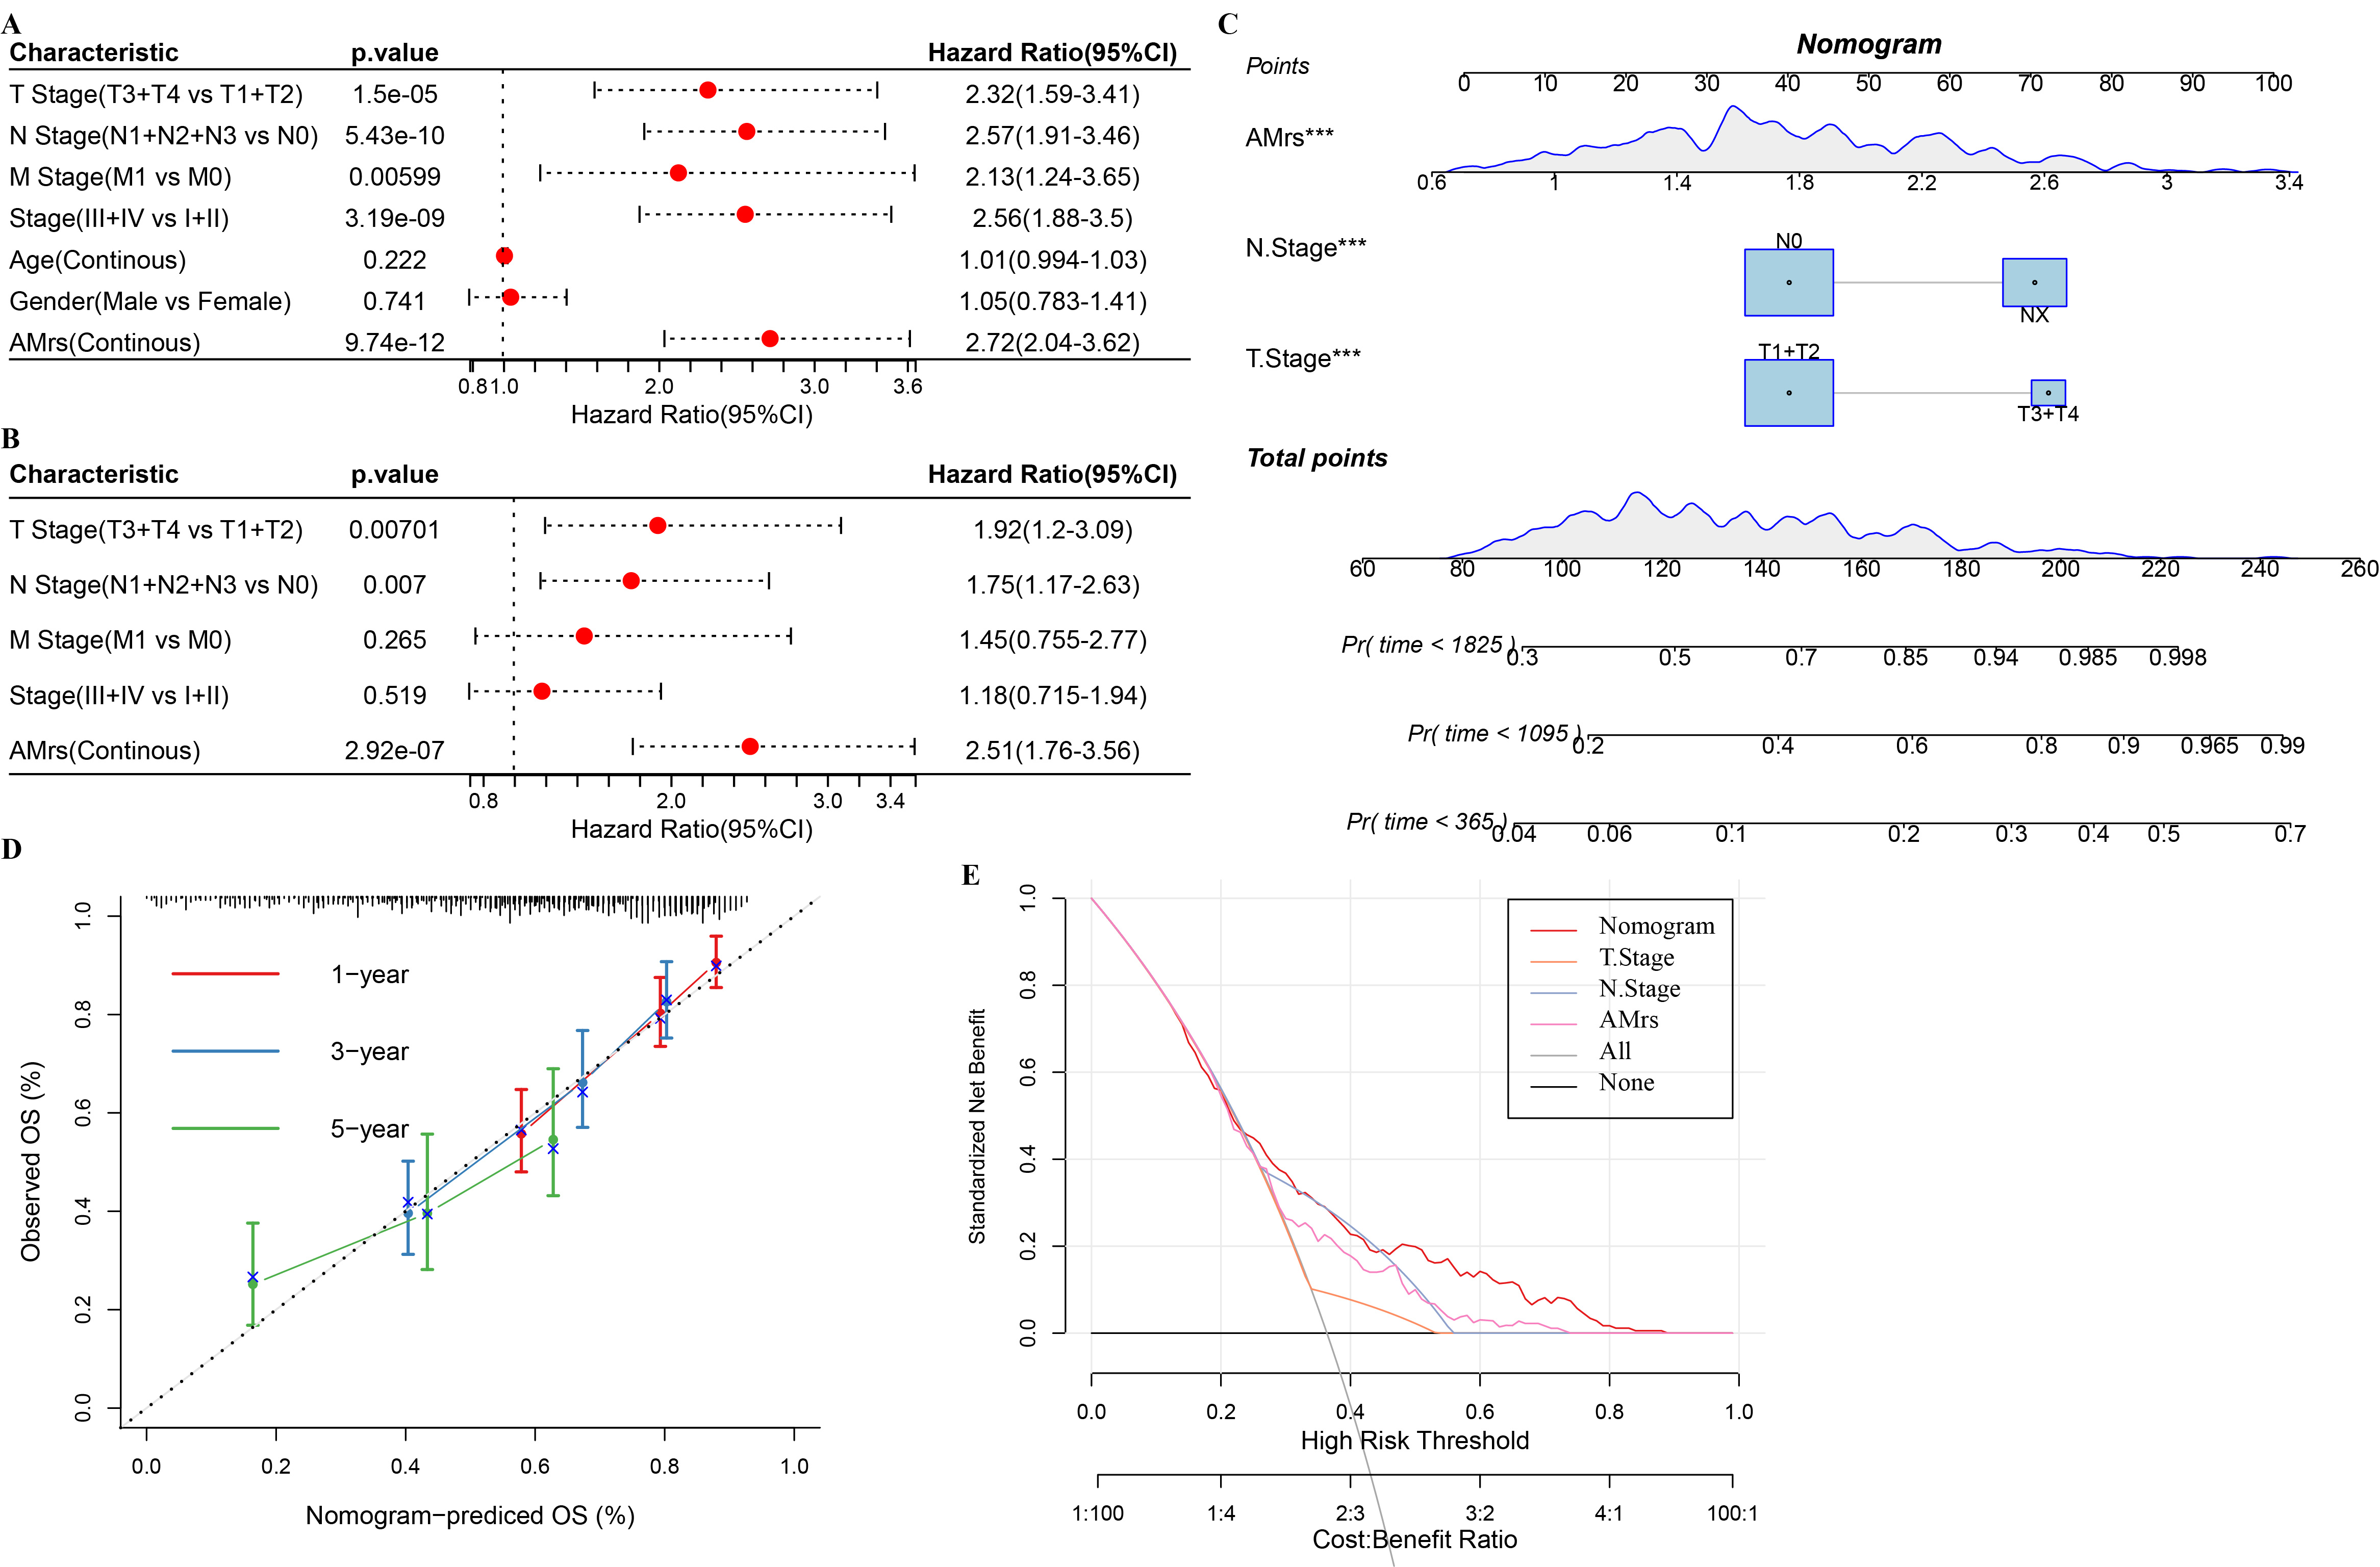 A
Characteristic p.value Hazard Ratio(95%CI)
T Stage(T3+T4 vs T1+T2) 1.5e-05 2.32(1.59-3.41)
N Stage(N1+N2+N3 vs N0) 5.43e-10 2.57(1.91-3.46)
M Stage(M1 vs M0) 0.00599 2.13(1.24-3.65)
Stage(III+IV vs I+II) 3.19e-09 2.56(1.88-3.5)
Age(Continous) 0.222 1.01(0.994-1.03)
Gender(Male vs Female) 0.741 1.05(0.783-1.41)
AMrs(Continous) 9.74e-12 2.72(2.04-3.62)
0.8 1.0 2.0 3.0 3.6
Hazard Ratio(95%CI)
B
Characteristic p.value Hazard Ratio(95%CI)
T Stage(T3+T4 vs T1+T2) 0.00701 1.92(1.2-3.09)
N Stage(N1+N2+N3 vs N0) 0.007 1.75(1.17-2.63)
M Stage(M1 vs M0) 0.265 1.45(0.755-2.77)
Stage(III+IV vs I+II) 0.519 1.18(0.715-1.94)
AMrs(Continous) 2.92e-07 2.51(1.76-3.56)
0.8 2.0 3.0 3.4
Hazard Ratio(95%CI)
C
Nomogram
Points
0 10 20 30 40 50 60 70 80 90 100
AMrs***
0.6 1 1.4 1.8 2.2 2.6 3 3.4
N0
N.Stage***
NX
T1+T2
T.Stage***
T3+T4
Total points
60 80 100 120 140 160 180 200 220 240 260
Pr( time < 1825 )
0.3 0.5 0.7 0.85 0.94 0.985 0.998
Pr( time < 1095 )
0.2 0.4 0.6 0.8 0.9 0.965 0.99
Pr( time < 365 )
0.04 0.06 0.1 0.2 0.3 0.4 0.5 0.7
D
1.0
0.8
0.6
0.4
0.2
0.0
Observed OS (%)
1−year
3−year
5−year
0.0 0.2 0.4 0.6 0.8 1.0
Nomogram−prediced OS (%)
E
1.0
0.8
0.6
0.4
0.2
0.0
Standardized Net Benefit
Nomogram
T.Stage
N.Stage
AMrs
All
None
0.0 0.2 0.4 0.6 0.8 1.0
High Risk Threshold
1:100 1:4 2:3 3:2 4:1 100:1
Cost:Benefit Ratio